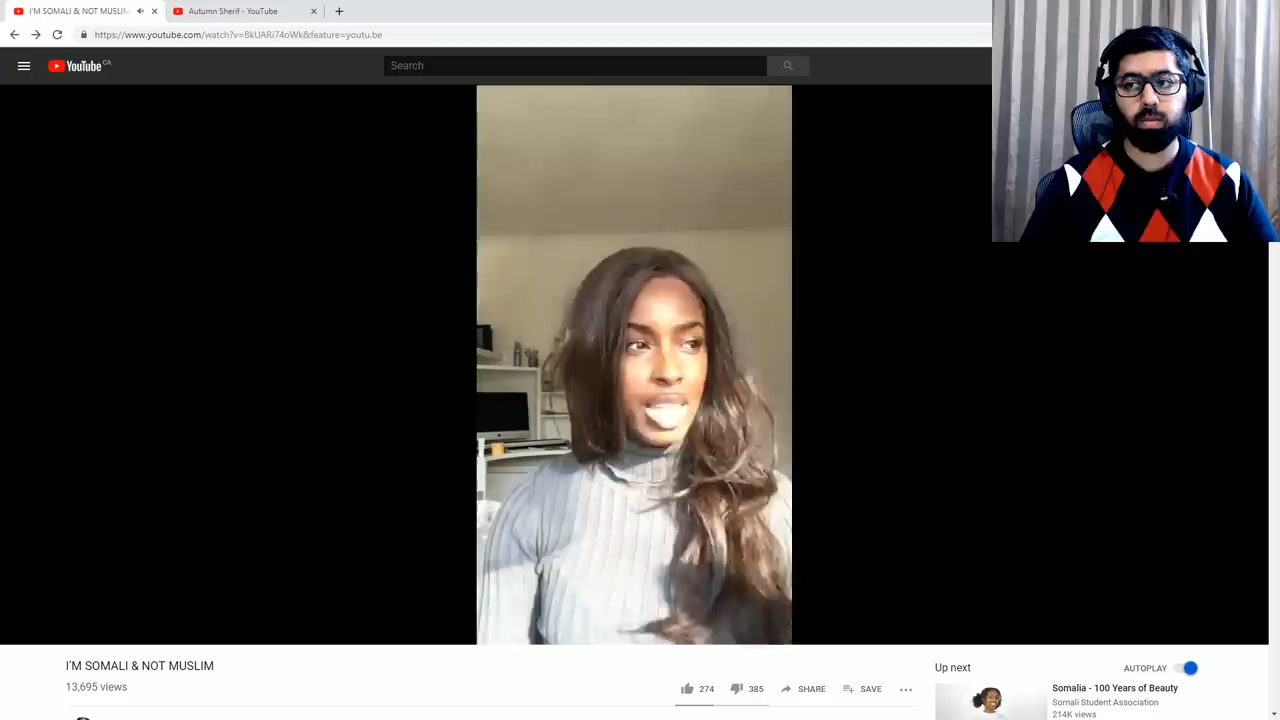 I'M SOMALI & NOT MUSLIM
Autumn Sherif - YouTube
https://www.youtube.com/watch?v=BkUARi74oWk&feature=youtu.be
YouTube CA
Search
I'M SOMALI & NOT MUSLIM
13,695 views
274
385
SHARE
SAVE
Up next
AUTOPLAY
Somalia - 100 Years of Beauty
Somali Student Association
214K views